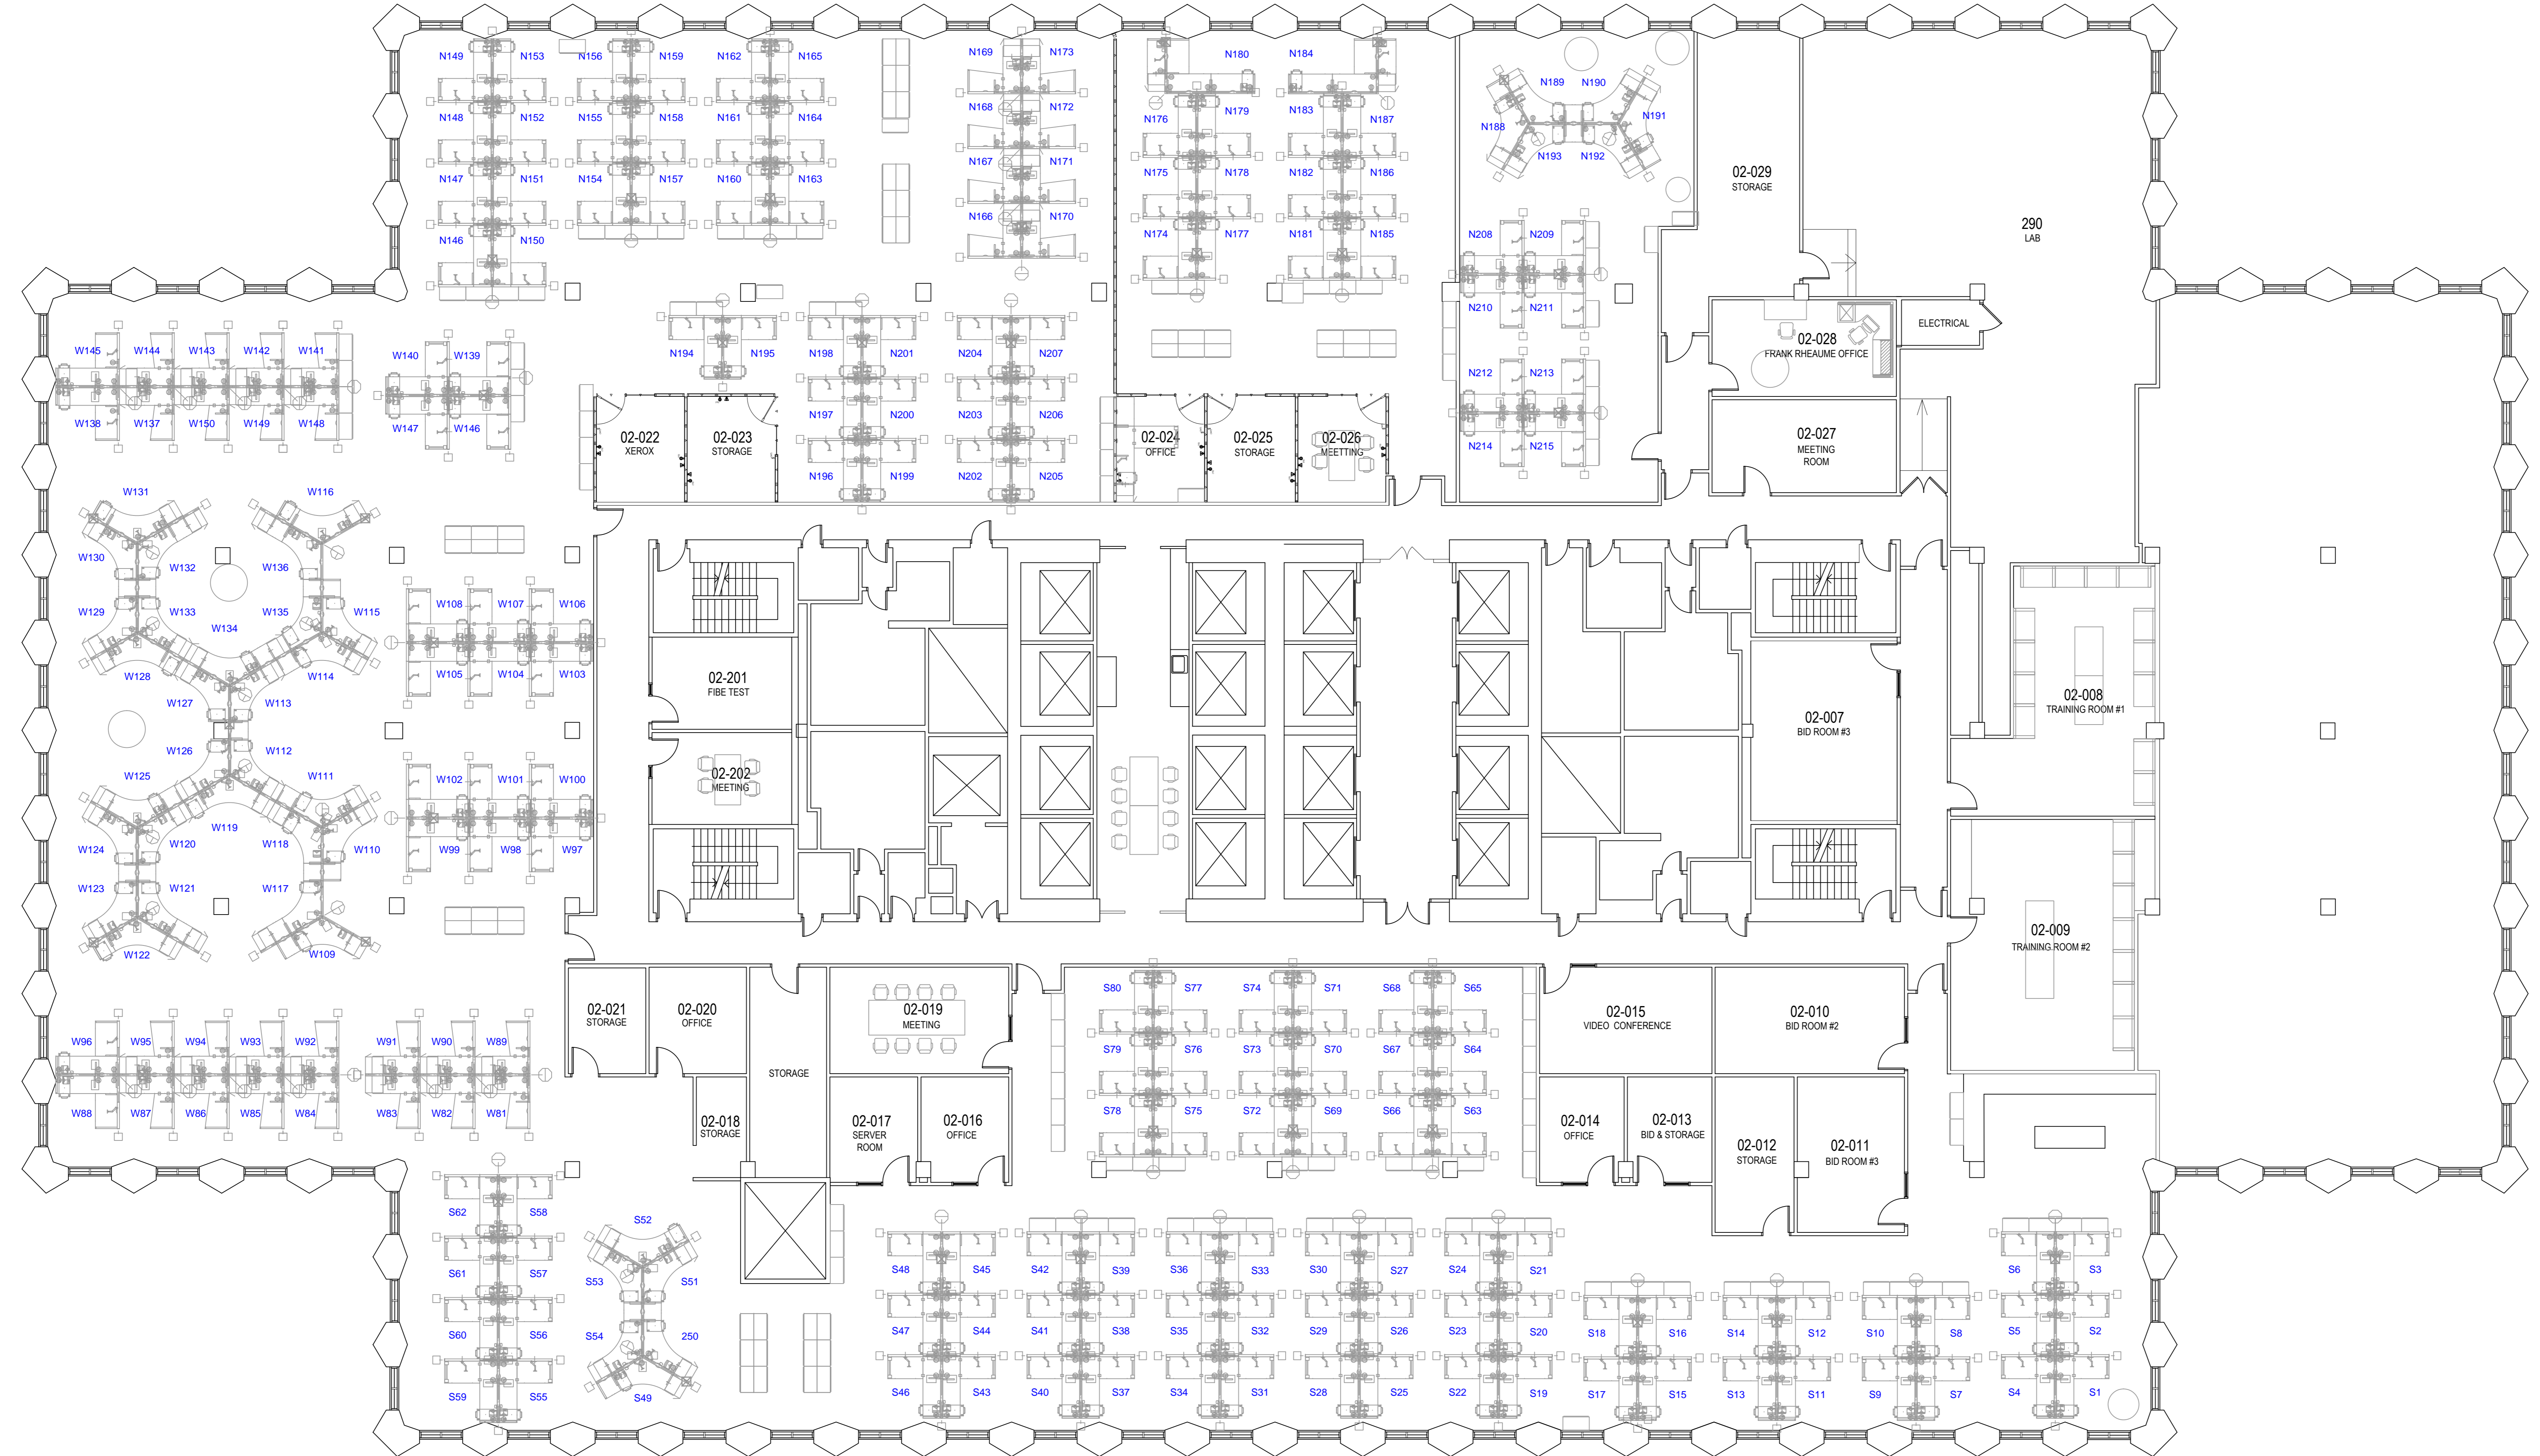 N149
N153
N156
N159
N162
N165
N169
N173
N180
N184
N189
N190
N148
N152
N155
N158
N161
N164
N168
N172
N176
N179
N183
N187
N188
N191
N193
N192
N147
N151
N154
N157
N160
N163
N167
N171
N175
N178
N182
N186
02-029
STORAGE
N146
N150
N166
N170
N174
N177
N181
N185
N208
N209
290
LAB
N210
N211
ELECTRICAL
02-028
FRANK RHEAUME OFFICE
W145
W144
W143
W142
W141
W140
W139
N194
N195
N198
N201
N204
N207
N212
N213
W138
W137
W150
W149
W148
W147
W146
N197
N200
N203
N206
02-022
XEROX
02-023
STORAGE
02-024
OFFICE
02-025
STORAGE
02-026
MEETTING
N214
N215
02-027
MEETING
ROOM
N196
N199
N202
N205
W131
W116
W130
W132
W136
W129
W133
W135
W115
W134
W108
W107
W106
W128
W114
W105
W104
W103
W127
W113
02-201
FIBE TEST
02-008
TRAINING ROOM #1
02-007
BID ROOM #3
W126
W112
W125
W111
W102
W101
W100
02-202
MEETING
W119
W124
W120
W118
W110
W99
W98
W97
W123
W121
W117
W122
W109
02-009
TRAINING ROOM #2
S80
S77
S74
S71
S68
S65
02-021
STORAGE
02-020
OFFICE
02-019
MEETING
02-015
VIDEO CONFERENCE
02-010
BID ROOM #2
W96
W95
W94
W93
W92
W91
W90
W89
S79
S76
S73
S70
S67
S64
STORAGE
W88
W87
W86
W85
W84
W83
W82
W81
S78
S75
S72
S69
S66
S63
02-018
STORAGE
02-017
SERVER
ROOM
02-016
OFFICE
02-014
OFFICE
02-013
BID & STORAGE
02-012
STORAGE
02-011
BID ROOM #3
S62
S58
S52
S61
S57
S53
S51
S48
S45
S42
S39
S36
S33
S30
S27
S24
S21
S6
S3
S60
S56
S54
250
S47
S44
S41
S38
S35
S32
S29
S26
S23
S20
S18
S16
S14
S12
S10
S8
S5
S2
S59
S55
S49
S46
S43
S40
S37
S34
S31
S28
S25
S22
S19
S17
S15
S13
S11
S9
S7
S4
S1